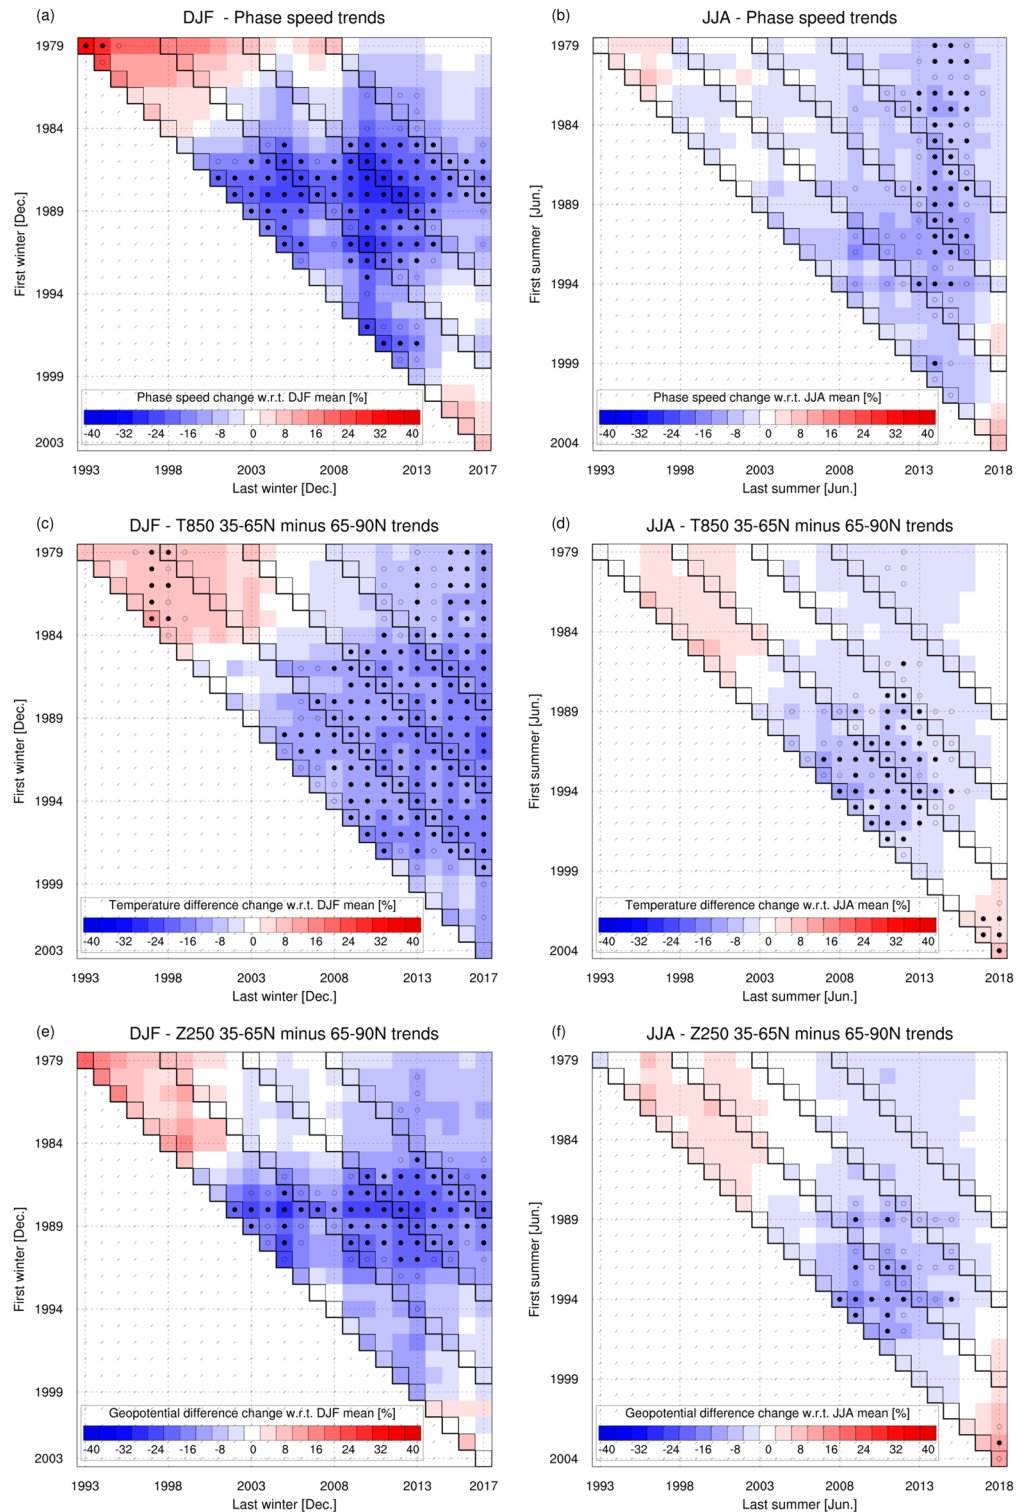 (a) DJF - Phase speed trends
1979
1984
1989
1994
1999
2003
First winter [Dec.]
Phase speed change w.r.t. DJF mean [%]
-40 -32 -24 -16 -8 0 8 16 24 32 40
1993 1998 2003 2008 2013 2017
Last winter [Dec.]
(b) JJA - Phase speed trends
1979
1984
1989
1994
1999
2004
First summer [Jun.]
Phase speed change w.r.t. JJA mean [%]
-40 -32 -24 -16 -8 0 8 16 24 32 40
1993 1998 2003 2008 2013 2018
Last summer [Jun.]
(c) DJF - T850 35-65N minus 65-90N trends
1979
1984
1989
1994
1999
2003
First winter [Dec.]
Temperature difference change w.r.t. DJF mean [%]
-40 -32 -24 -16 -8 0 8 16 24 32 40
1993 1998 2003 2008 2013 2017
Last winter [Dec.]
(d) JJA - T850 35-65N minus 65-90N trends
1979
1984
1989
1994
1999
2004
First summer [Jun.]
Temperature difference change w.r.t. JJA mean [%]
-40 -32 -24 -16 -8 0 8 16 24 32 40
1993 1998 2003 2008 2013 2018
Last summer [Jun.]
(e) DJF - Z250 35-65N minus 65-90N trends
1979
1984
1989
1994
1999
2003
First winter [Dec.]
Geopotential difference change w.r.t. DJF mean [%]
-40 -32 -24 -16 -8 0 8 16 24 32 40
1993 1998 2003 2008 2013 2017
Last winter [Dec.]
(f) JJA - Z250 35-65N minus 65-90N trends
1979
1984
1989
1994
1999
2004
First summer [Jun.]
Geopotential difference change w.r.t. JJA mean [%]
-40 -32 -24 -16 -8 0 8 16 24 32 40
1993 1998 2003 2008 2013 2018
Last summer [Jun.]